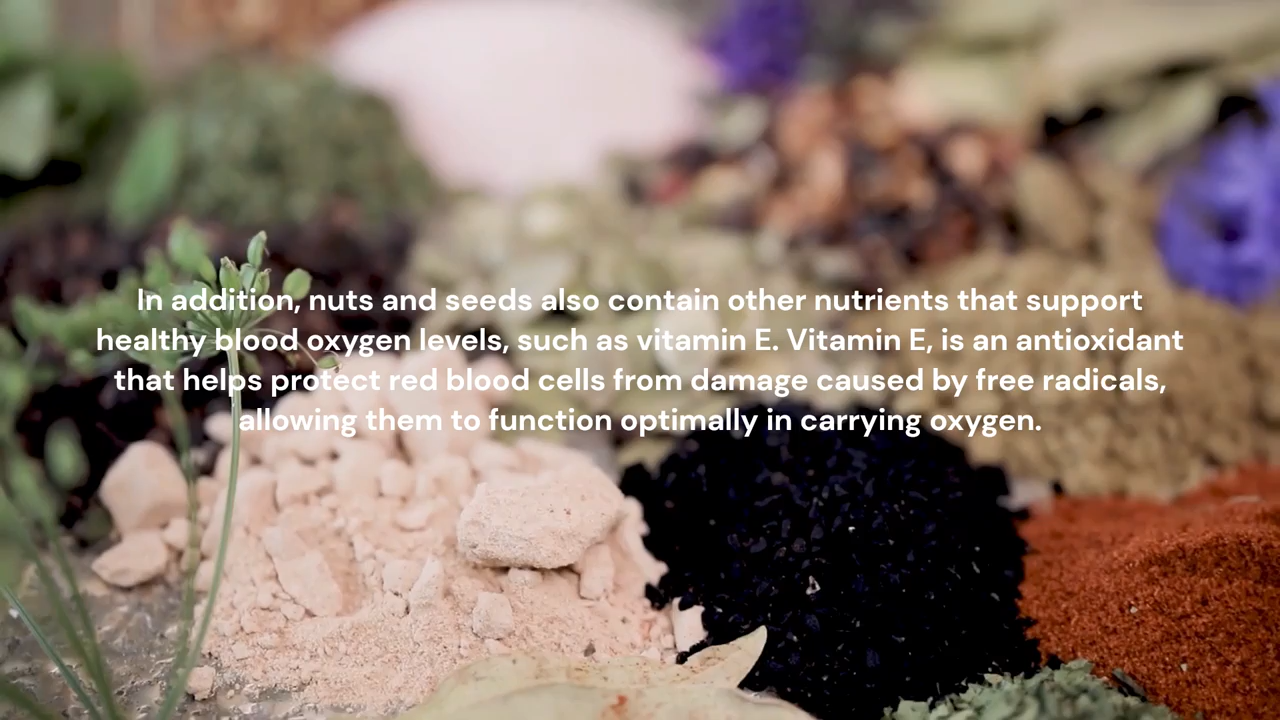 In addition, nuts and seeds also contain other nutrients that support
healthy blood oxygen levels, such as vitamin E. Vitamin E, is an antioxidant
that helps protect red blood cells from damage caused by free radicals,
allowing them to function optimally in carrying oxygen.